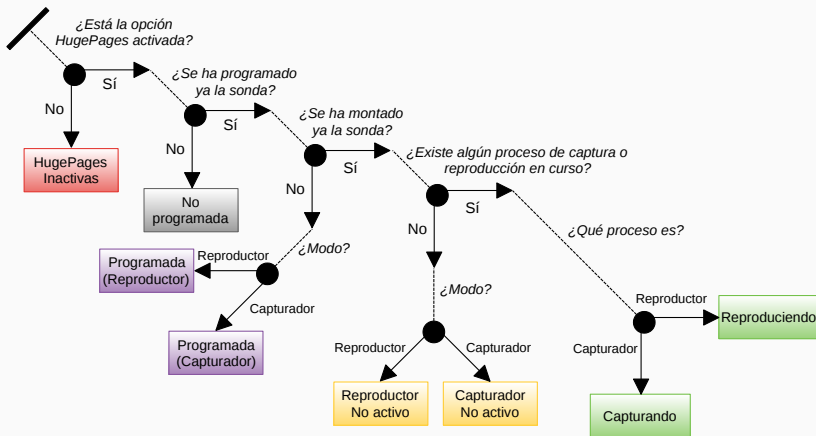 ¿Está la opción
HugePages activada?
Sí
No
HugePages
Inactivas
¿Se ha programado
ya la sonda?
Sí
No
No
programada
¿Se ha montado
ya la sonda?
Sí
No
¿Modo?
Reproductor
Programada
(Reproductor)
Capturador
Programada
(Capturador)
¿Existe algún proceso de captura o
reproducción en curso?
Sí
No
¿Modo?
Reproductor
Capturador
Reproductor
No activo
Capturador
No activo
¿Qué proceso es?
Reproductor
Reproduciendo
Capturador
Capturando